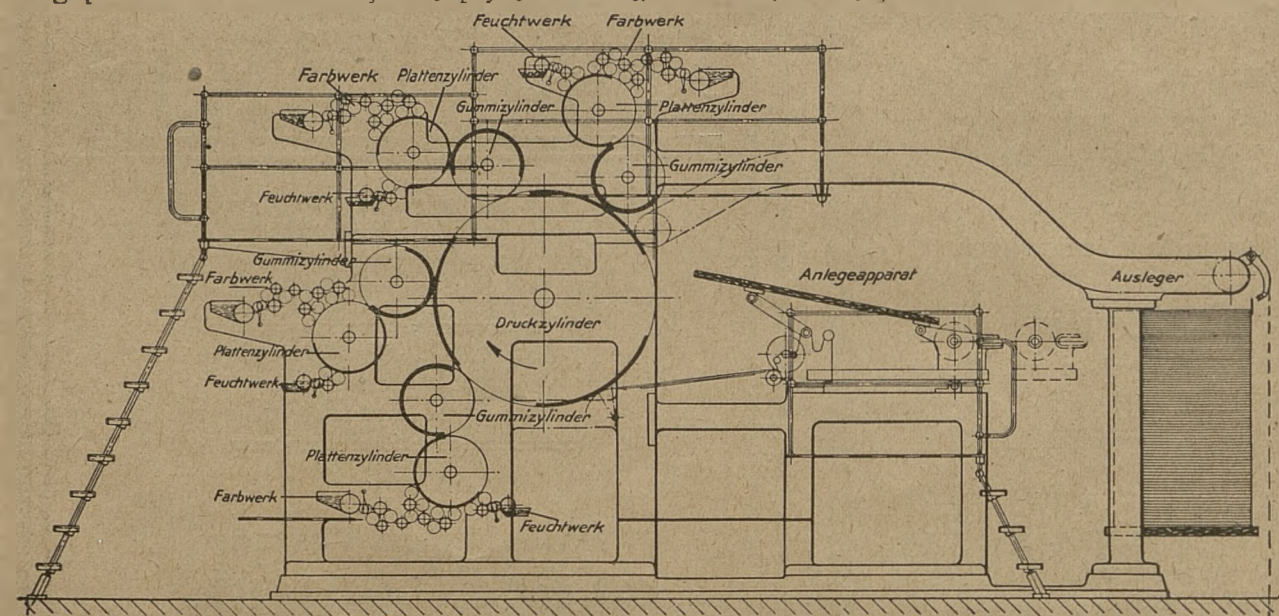 Feuchtwerk Farbwerk
Farbwerk Plattenzylinder
Gummizylinder Plattenzylinder
Gummizylinder
Feuchtwerk
Gummizylinder
Farbwerk
Anlegeapparat
Ausleger
Druckzylinder
Plattenzylinder
Feuchtwerk
Gummizylinder
Plattenzylinder
Farbwerk
Feuchtwerk